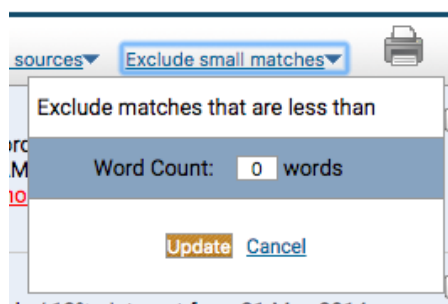 sources▼ Exclude small matches▼
Exclude matches that are less than
Word Count: 0 words
Update Cancel